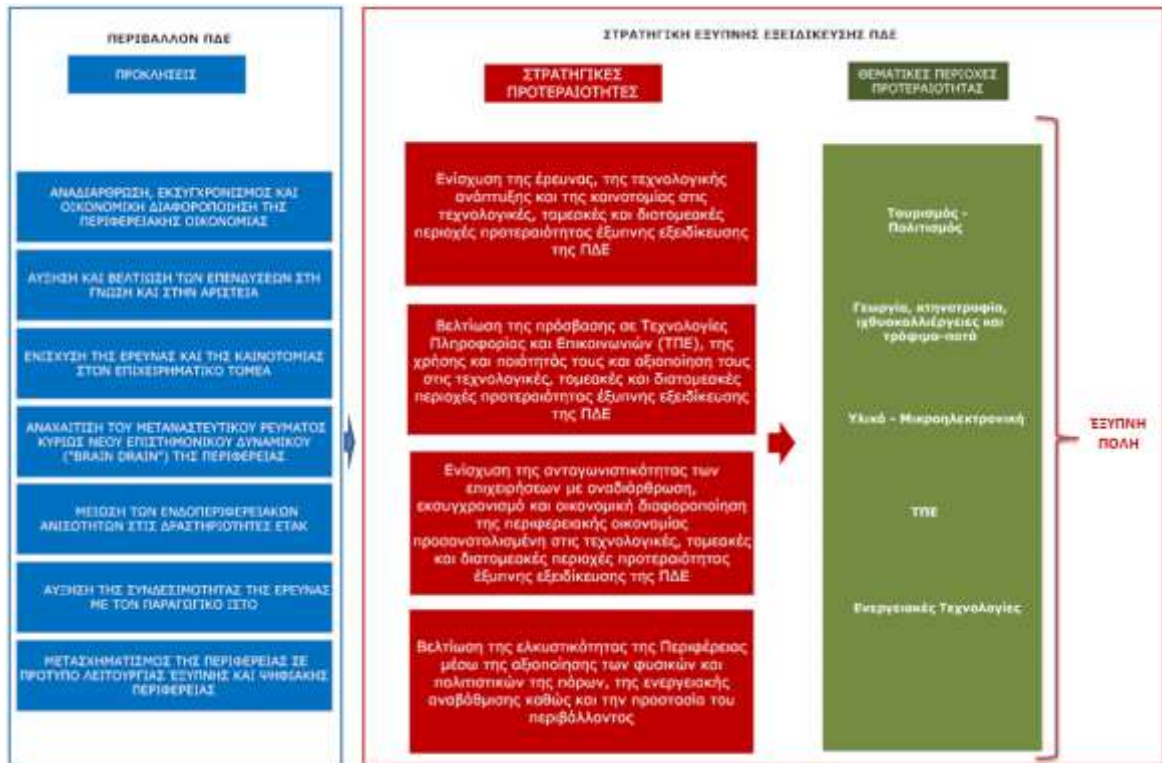 ΠΕΡΙΒΑΛΛΟΝ ΠΔΕ
ΠΡΟΚΛΗΣΕΙΣ
ΑΝΑΔΙΑΡΘΡΩΣΗ, ΕΚΣΥΓΧΡΟΝΙΣΜΟΣ ΚΑΙ
ΟΙΚΟΝΟΜΙΚΗ ΔΙΑΦΟΡΟΠΟΙΗΣΗ ΤΗΣ
ΠΕΡΙΦΕΡΕΙΑΚΗΣ ΟΙΚΟΝΟΜΙΑΣ
ΑΥΞΗΣΗ ΚΑΙ ΒΕΛΤΙΩΣΗ ΤΩΝ ΕΠΕΝΔΥΣΕΩΝ ΣΤΗ
ΓΝΩΣΗ ΚΑΙ ΣΤΗΝ ΑΡΙΣΤΕΙΑ
ΕΝΙΣΧΥΣΗ ΤΗΣ ΕΡΕΥΝΑΣ ΚΑΙ ΤΗΣ ΚΑΙΝΟΤΟΜΙΑΣ
ΣΤΟΝ ΕΠΙΧΕΙΡΗΜΑΤΙΚΟ ΤΟΜΕΑ
ΑΝΑΧΑΙΤΙΣΗ ΤΟΥ ΜΕΤΑΝΑΣΤΕΥΤΙΚΟΥ ΡΕΥΜΑΤΟΣ
ΚΥΡΙΩΣ ΝΕΟΥ ΕΠΙΣΤΗΜΟΝΙΚΟΥ ΔΥΝΑΜΙΚΟΥ
("BRAIN DRAIN") ΤΗΣ ΠΕΡΙΦΕΡΕΙΑΣ
ΜΕΙΩΣΗ ΤΩΝ ΕΝΔΟΠΕΡΙΦΕΡΕΙΑΚΩΝ
ΑΝΙΣΟΤΗΤΩΝ ΣΤΙΣ ΔΡΑΣΤΗΡΙΟΤΗΤΕΣ ΕΤΑΚ
ΑΥΞΗΣΗ ΤΗΣ ΣΥΝΔΕΣΙΜΟΤΗΤΑΣ ΤΗΣ ΕΡΕΥΝΑΣ
ΜΕ ΤΟΝ ΠΑΡΑΓΩΓΙΚΟ ΙΣΤΟ
ΜΕΤΑΣΧΗΜΑΤΙΣΜΟΣ ΤΗΣ ΠΕΡΙΦΕΡΕΙΑΣ ΣΕ
ΠΡΟΤΥΠΟ ΛΕΙΤΟΥΡΓΙΑΣ ΈΞΥΠΝΗΣ ΚΑΙ ΨΗΦΙΑΚΗΣ
ΠΕΡΙΦΕΡΕΙΑΣ
ΣΤΡΑΤΗΓΙΚΗ ΕΞΥΠΝΗΣ ΕΞΕΙΔΙΚΕΥΣΗΣ ΠΔΕ
ΣΤΡΑΤΗΓΙΚΕΣ
ΠΡΟΤΕΡΑΙΟΤΗΤΕΣ
Ενίσχυση της έρευνας, της τεχνολογικής
ανάπτυξης και της καινοτομίας στις
τεχνολογικές, τομεακές και διατομεακές
περιοχές προτεραιότητας έξυπνης εξειδίκευσης
της ΠΔΕ
Βελτίωση της πρόσβασης σε Τεχνολογίες
Πληροφορίας και Επικοινωνιών (ΤΠΕ), της
χρήσης και ποιότητός τους και αξιοποίηση τους
στις τεχνολογικές, τομεακές και διατομεακές
περιοχές προτεραιότητας έξυπνης εξειδίκευσης
της ΠΔΕ
Ενίσχυση της ανταγωνιστικότητας των
επιχειρήσεων με αναδιάρθρωση,
εκσυγχρονισμό και οικονομική διαφοροποίηση
της περιφερειακής οικονομίας
προσανατολισμένη στις τεχνολογικές, τομεακές
και διατομεακές περιοχές προτεραιότητας
έξυπνης εξειδίκευσης της ΠΔΕ
Βελτίωση της ελκυστικότητας της Περιφέρειας
μέσω της αξιοποίησης των φυσικών και
πολιτιστικών της πόρων, της ενεργειακής
αναβάθμισης καθώς και την προστασία του
περιβάλλοντος
ΘΕΜΑΤΙΚΕΣ ΠΕΡΙΟΧΕΣ
ΠΡΟΤΕΡΑΙΟΤΗΤΑΣ
Τουρισμός -
Πολιτισμός
Γεωργία, κτηνοτροφία,
ιχθυοκαλλιέργειες και
τρόφιμα-ποτά
Υλικά - Μικροηλεκτρονική
ΤΠΕ
Ενεργειακές Τεχνολογίες
ΈΞΥΠΝΗ
ΠΟΛΗ